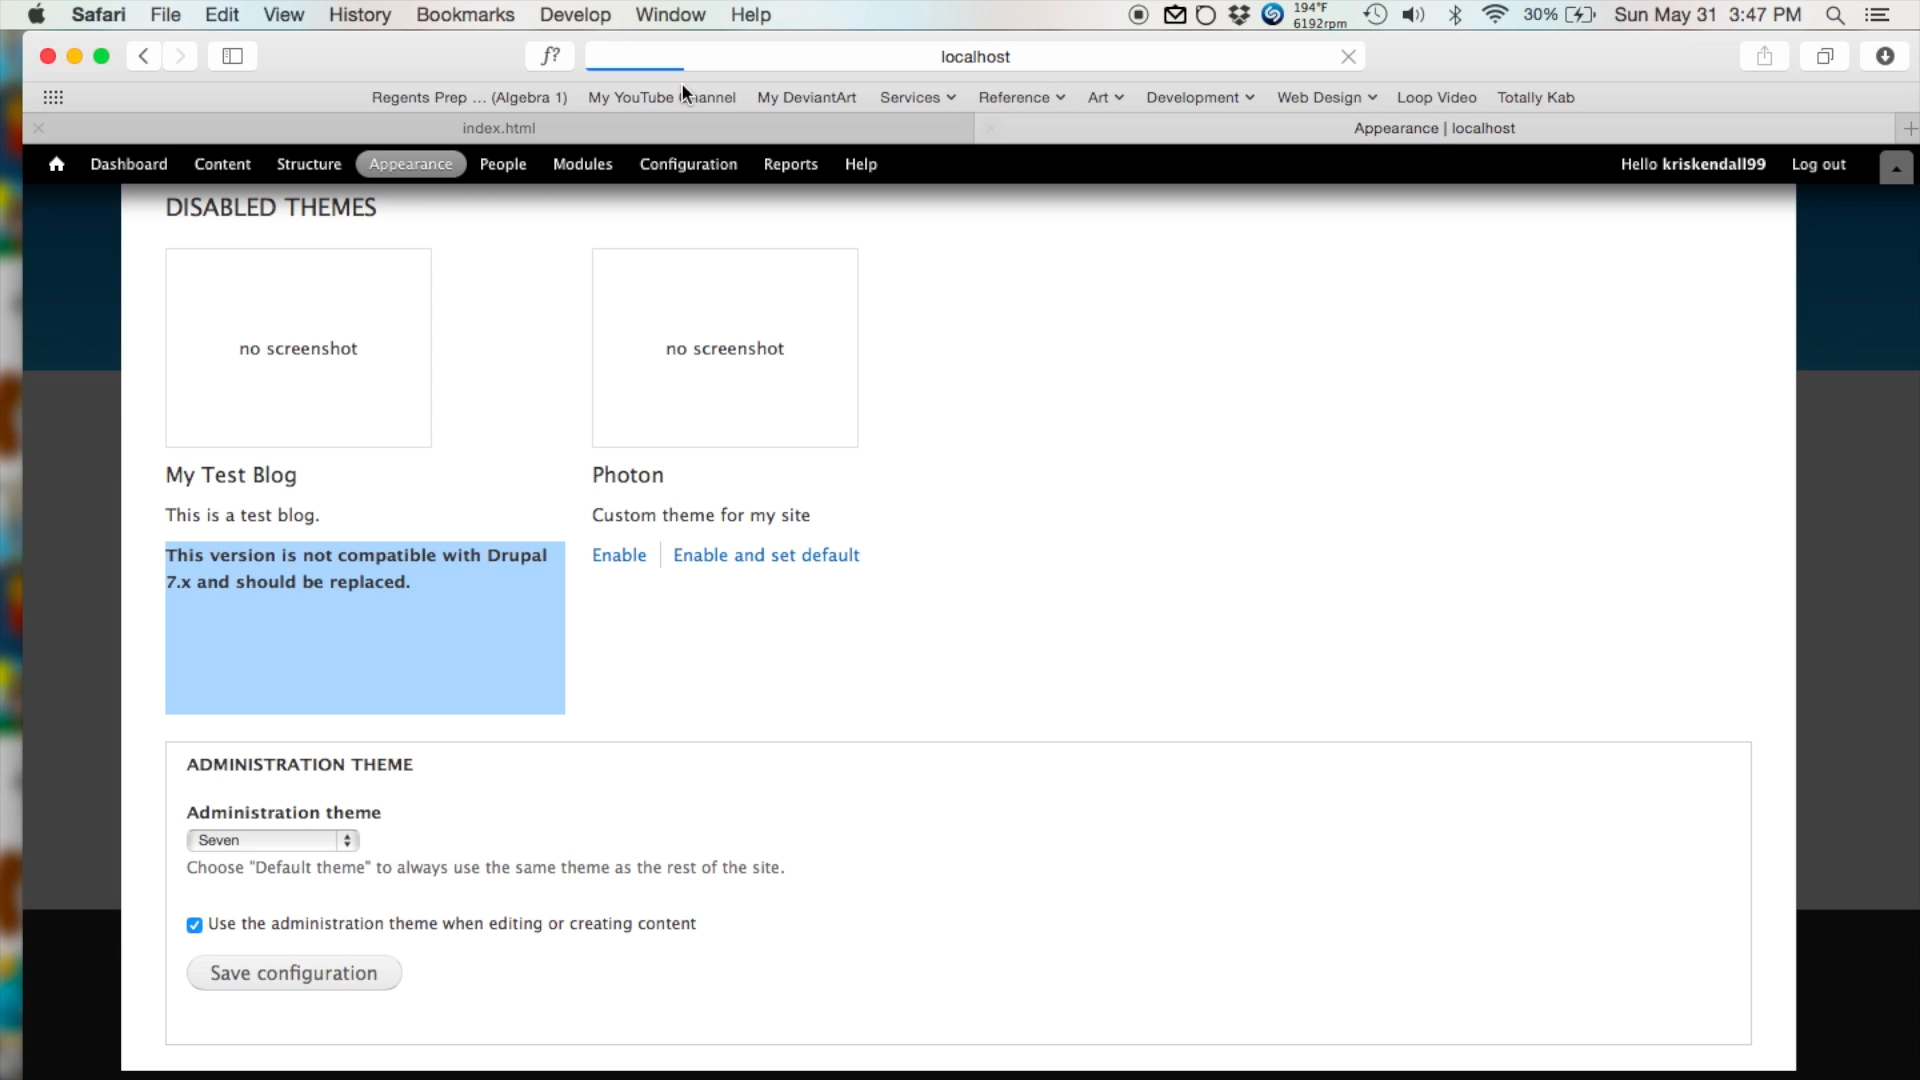 Safari File Edit View History Bookmarks Develop Window Help 194°F 6192rpm 30% Sun May 31 3:47 PM
f? localhost
Regents Prep ... (Algebra 1) My YouTube Channel My DeviantArt Services Reference Art Development Web Design Loop Video Totally Kab
index.html Appearance | localhost
Dashboard Content Structure Appearance People Modules Configuration Reports Help Hello kriskendall99 Log out
DISABLED THEMES
no screenshot no screenshot
My Test Blog Photon
This is a test blog. Custom theme for my site
This version is not compatible with Drupal Enable Enable and set default
7.x and should be replaced.
ADMINISTRATION THEME
Administration theme
Seven
Choose "Default theme" to always use the same theme as the rest of the site.
Use the administration theme when editing or creating content
Save configuration